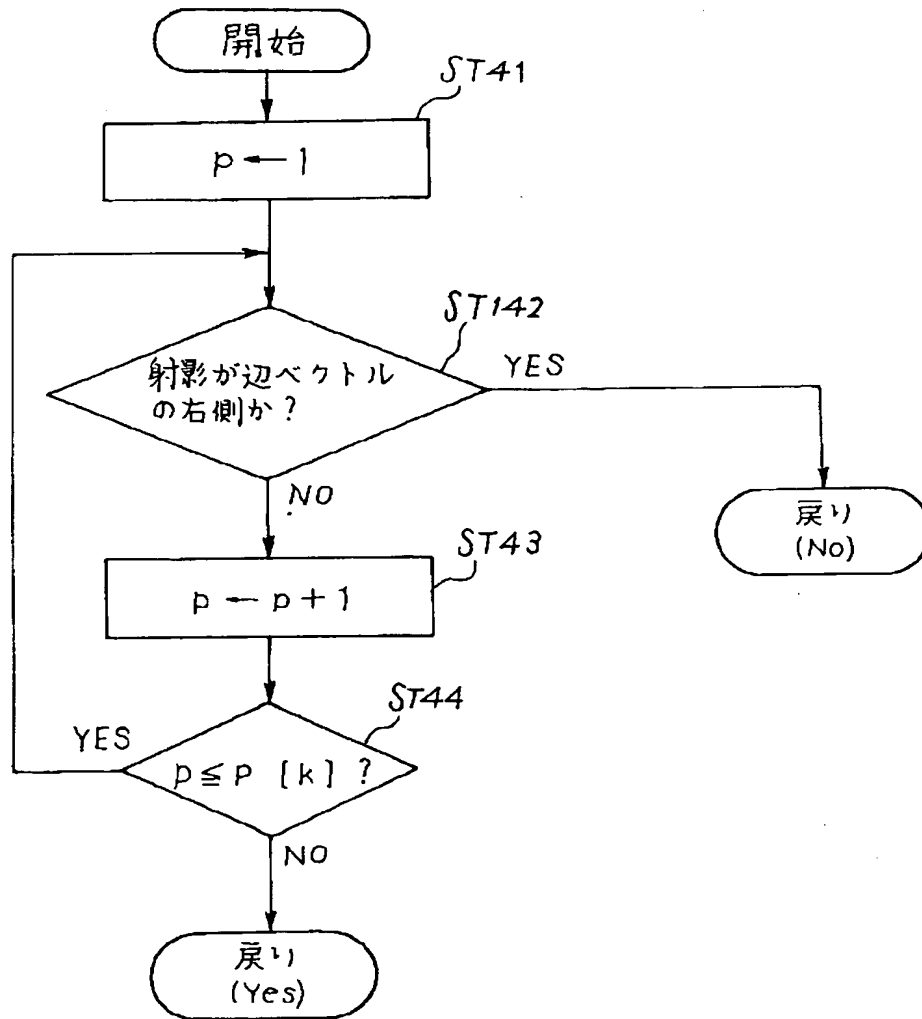 開始
ST41
p ← 1
ST142
射影が辺ベクトル
の右側か?
YES
NO
戻り
(No)
ST43
p ← p + 1
ST44
YES
p ≦ P [k] ?
NO
戻り
(Yes)